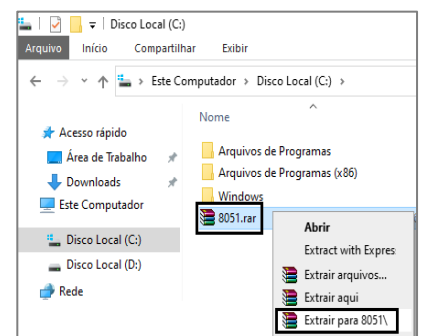 Disco Local (C:)
Arquivo Início Compartilhar Exibir
Este Computador > Disco Local (C:) >
Nome
Acesso rápido
Área de Trabalho
Downloads
Este Computador
Disco Local (C:)
Disco Local (D:)
Rede
Arquivos de Programas
Arquivos de Programas (x86)
Windows
8051.rar
Abrir
Extract with Expres
Extrair arquivos...
Extrair aqui
Extrair para 8051\